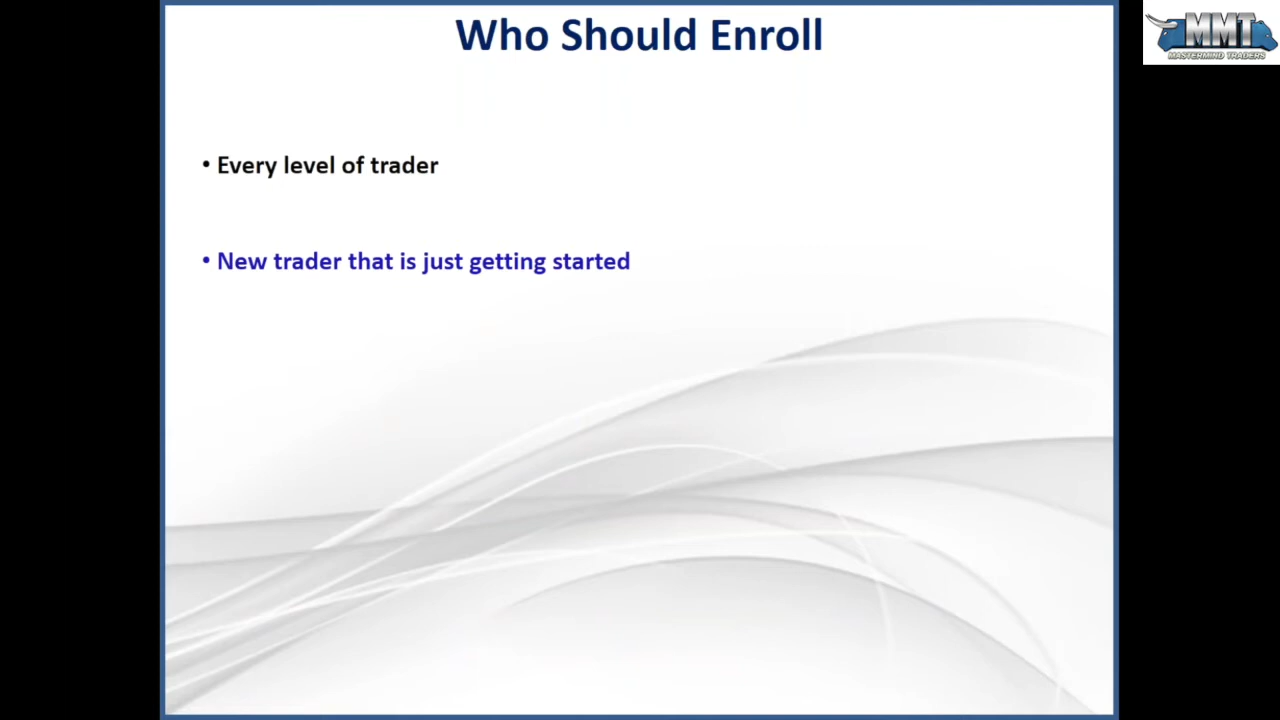 Who Should Enroll
MMT
MASTERMIND TRADERS
• Every level of trader
• New trader that is just getting started